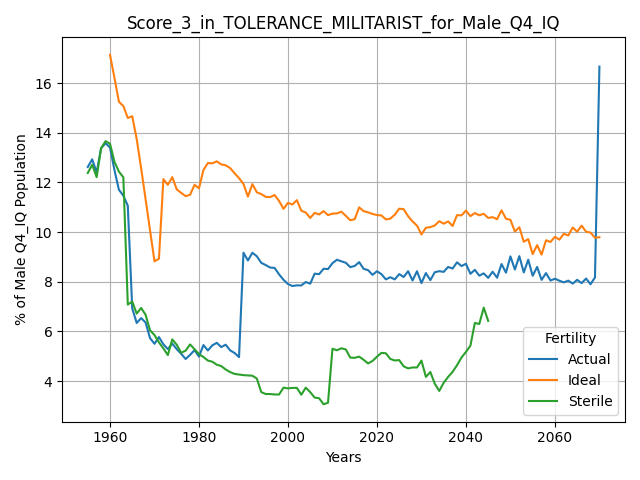 Score_3_in_TOLERANCE_MILITARIST_for_Male_Q4_IQ
% of Male Q4_IQ Population
16
14
12
10
8
6
4
1960 1980 2000 2020 2040 2060
Years
Fertility
Actual
Ideal
Sterile